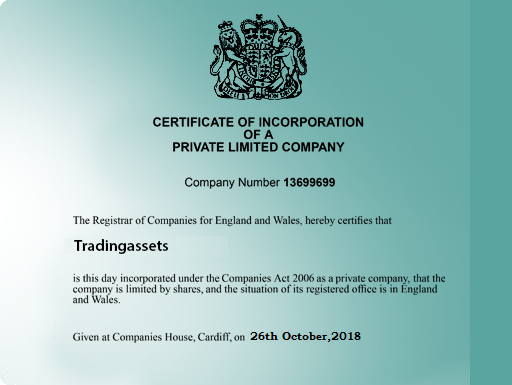 CERTIFICATE OF INCORPORATION
OF A
PRIVATE LIMITED COMPANY
Company Number 13699699
The Registrar of Companies for England and Wales, hereby certifies that
Tradingassets
is this day incorporated under the Companies Act 2006 as a private company, that the
company is limited by shares, and the situation of its registered office is in England
and Wales.
Given at Companies House, Cardiff, on 26th October,2018